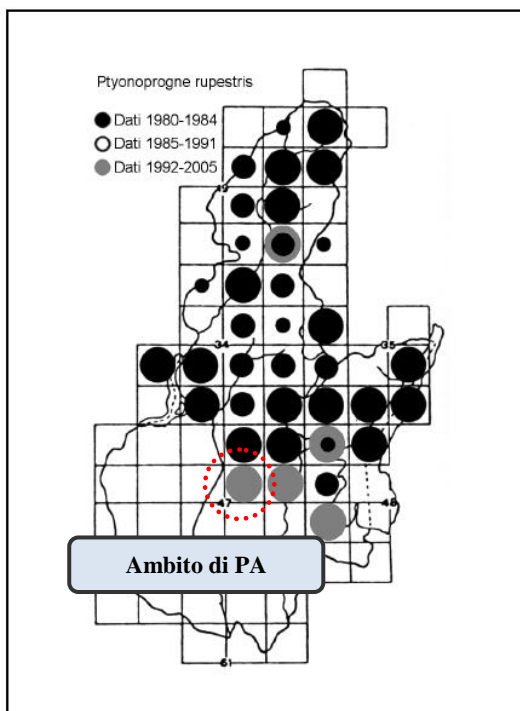 Ptyonoprogne rupestris
Dati 1980-1984
Dati 1985-1991
Dati 1992-2005
34
35
47
48
Ambito di PA
61